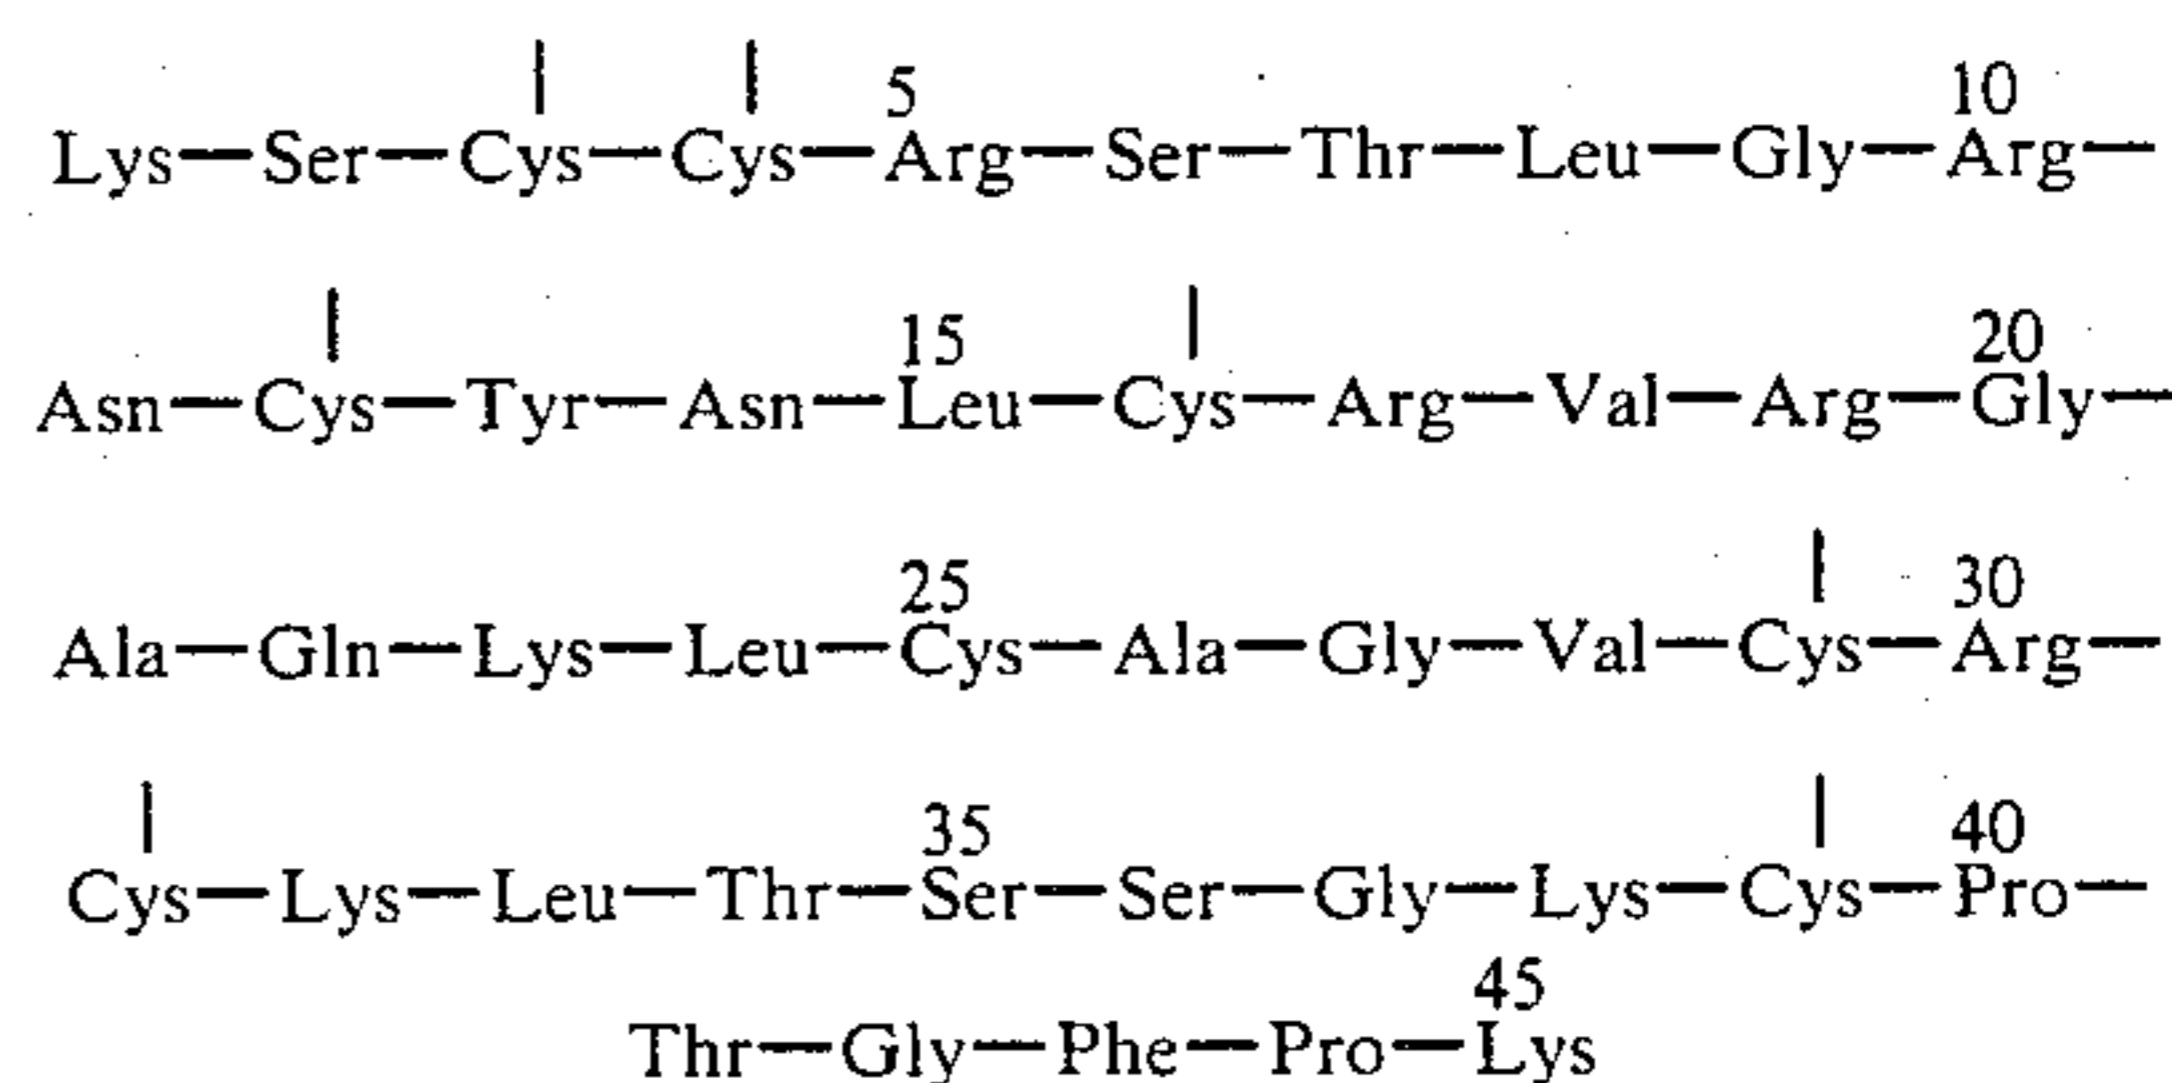 5 10
Lys—Ser—Cys—Cys—Arg—Ser—Thr—Leu—Gly—Arg—
15 20
Asn—Cys—Tyr—Asn—Leu—Cys—Arg—Val—Arg—Gly—
25 30
Ala—Gln—Lys—Leu—Cys—Ala—Gly—Val—Cys—Arg—
35 40
Cys—Lys—Leu—Thr—Ser—Ser—Gly—Lys—Cys—Pro—
45
Thr—Gly—Phe—Pro—Lys